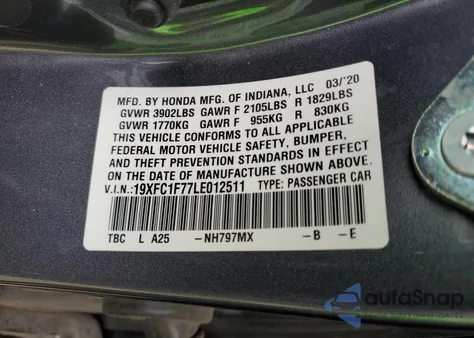 MFD. BY HONDA MFG. OF INDIANA, LLC 03/'20
GVWR 3902LBS GAWR F 2105LBS R 1829LBS
GVWR 1770KG GAWR F 955KG R 830KG
THIS VEHICLE CONFORMS TO ALL APPLICABLE
FEDERAL MOTOR VEHICLE SAFETY, BUMPER,
AND THEFT PREVENTION STANDARDS IN EFFECT
ON THE DATE OF MANUFACTURE SHOWN ABOVE.
V.I.N.: 19XFC1F77LE012511 TYPE: PASSENGER CAR
TBC L A25 -NH797MX -B -E
autoSnap